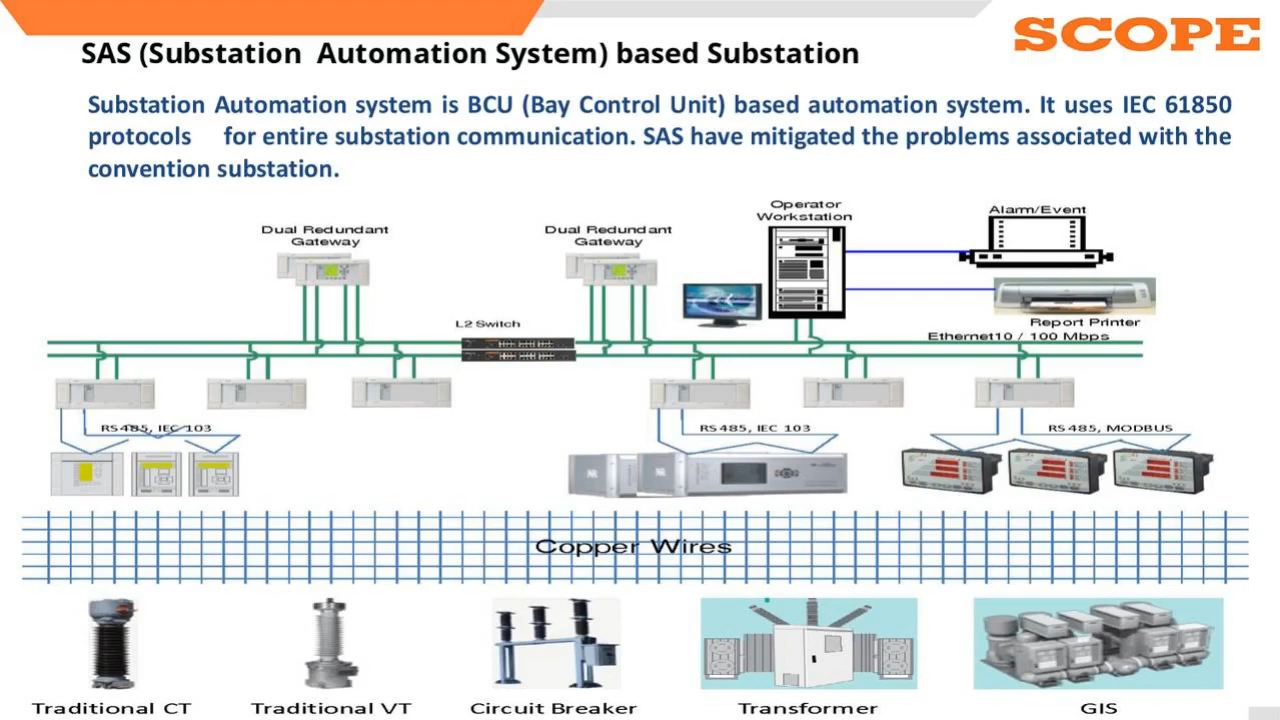 SCOPE
SAS (Substation Automation System) based Substation
Substation Automation system is BCU (Bay Control Unit) based automation system. It uses IEC 61850
protocols for entire substation communication. SAS have mitigated the problems associated with the
convention substation.
Operator
Workstation
Alarm/Event
Dual Redundant
Gateway
Dual Redundant
Gateway
L2 Switch
Report Printer
Ethernet10 / 100 Mbps
RS485, IEC 103
RS485, IEC 103
RS485, MODBUS
Copper Wires
Traditional CT
Traditional VT
Circuit Breaker
Transformer
GIS